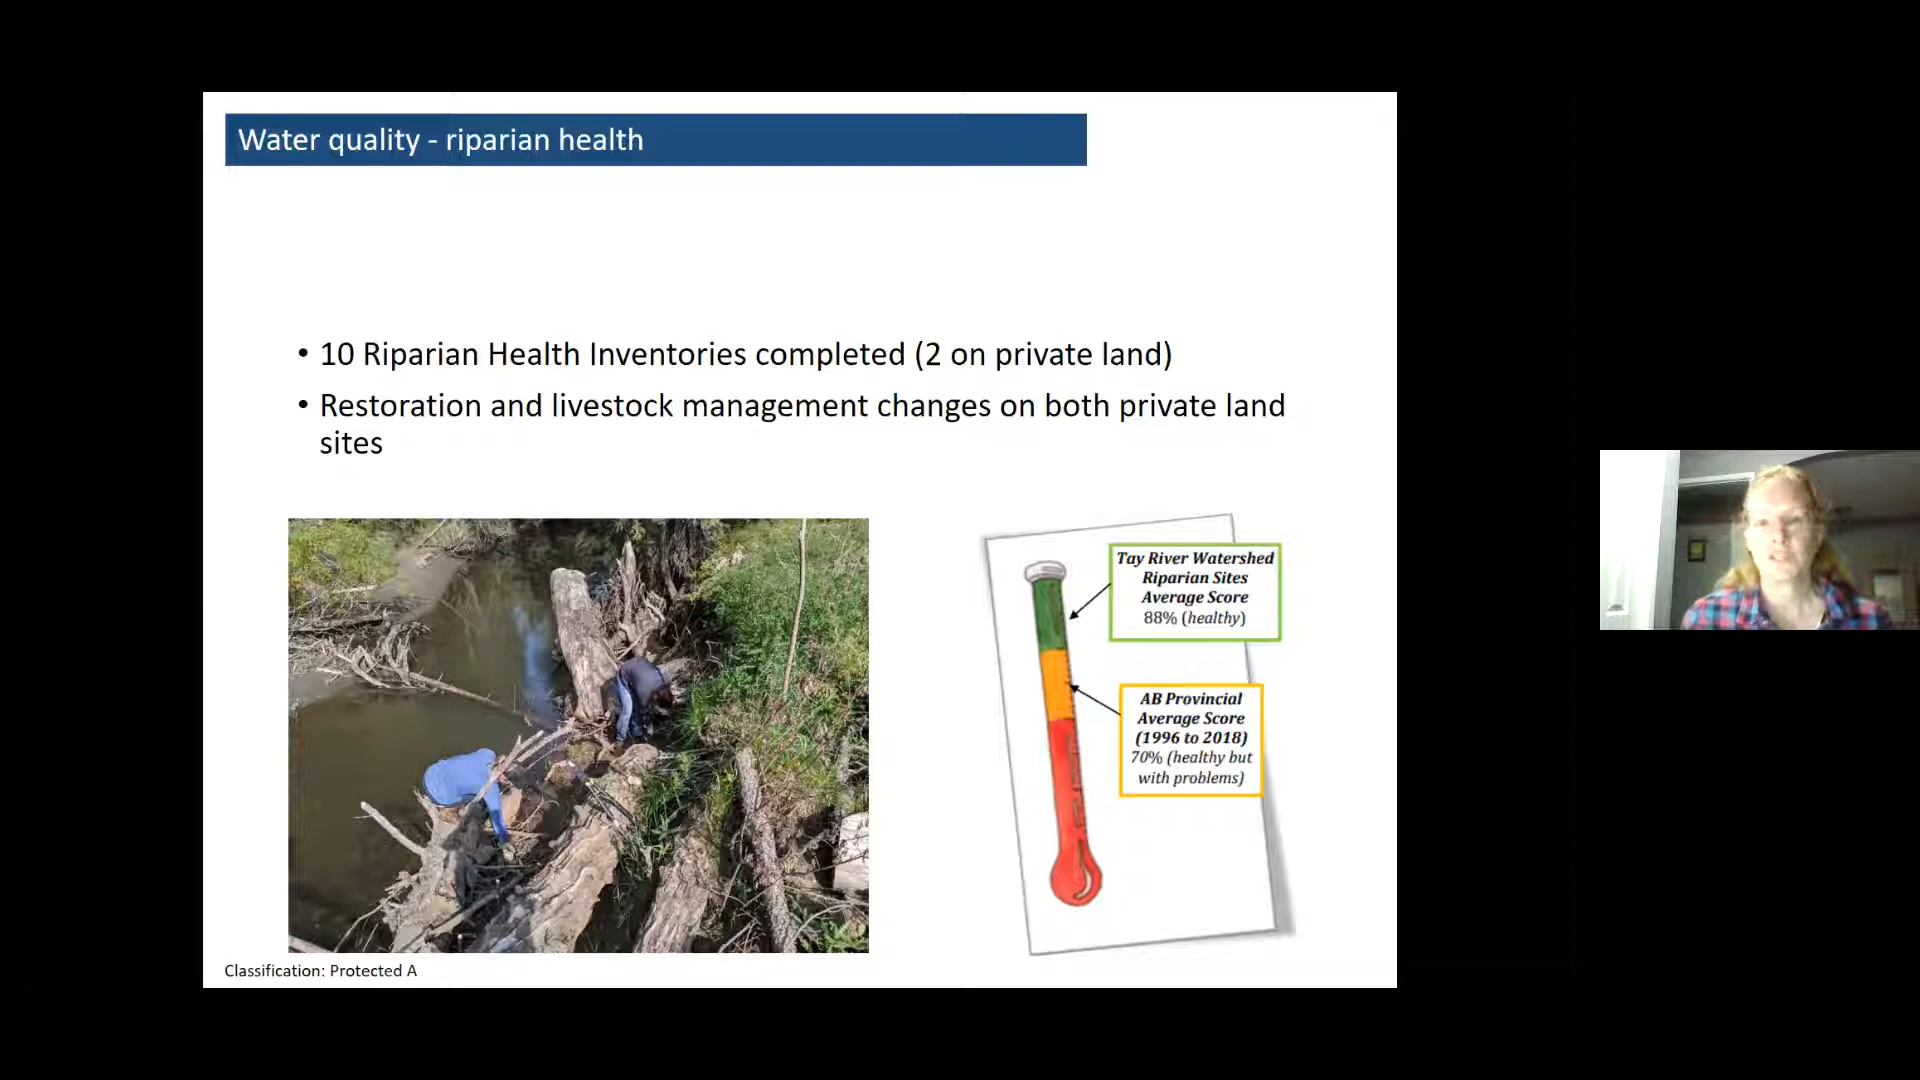 Water quality - riparian health
• 10 Riparian Health Inventories completed (2 on private land)
• Restoration and livestock management changes on both private land
sites
Tay River Watershed
Riparian Sites
Average Score
88% (healthy)
AB Provincial
Average Score
(1996 to 2018)
70% (healthy but
with problems)
Classification: Protected A